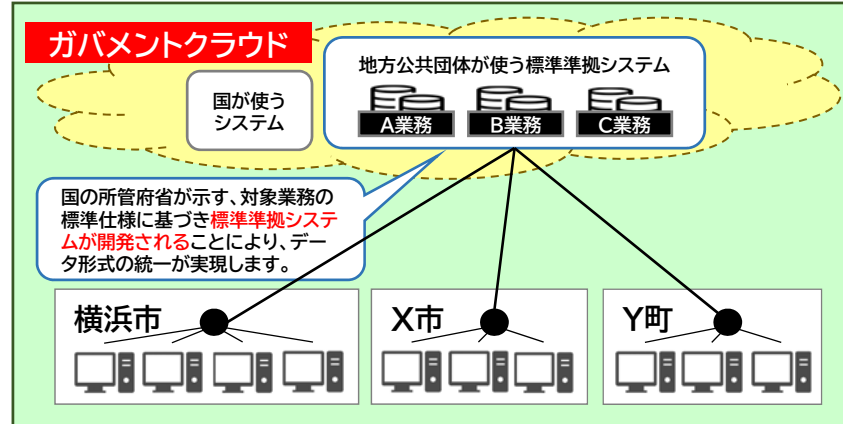 ガバメントクラウド
地方公共団体が使う標準準拠システム
国が使う
システム
A業務
B業務
C業務
国の所管府省が示す、対象業務の
標準仕様に基づき標準準拠システ
ムが開発されることにより、デー
タ形式の統一が実現します。
横浜市
X市
Y町